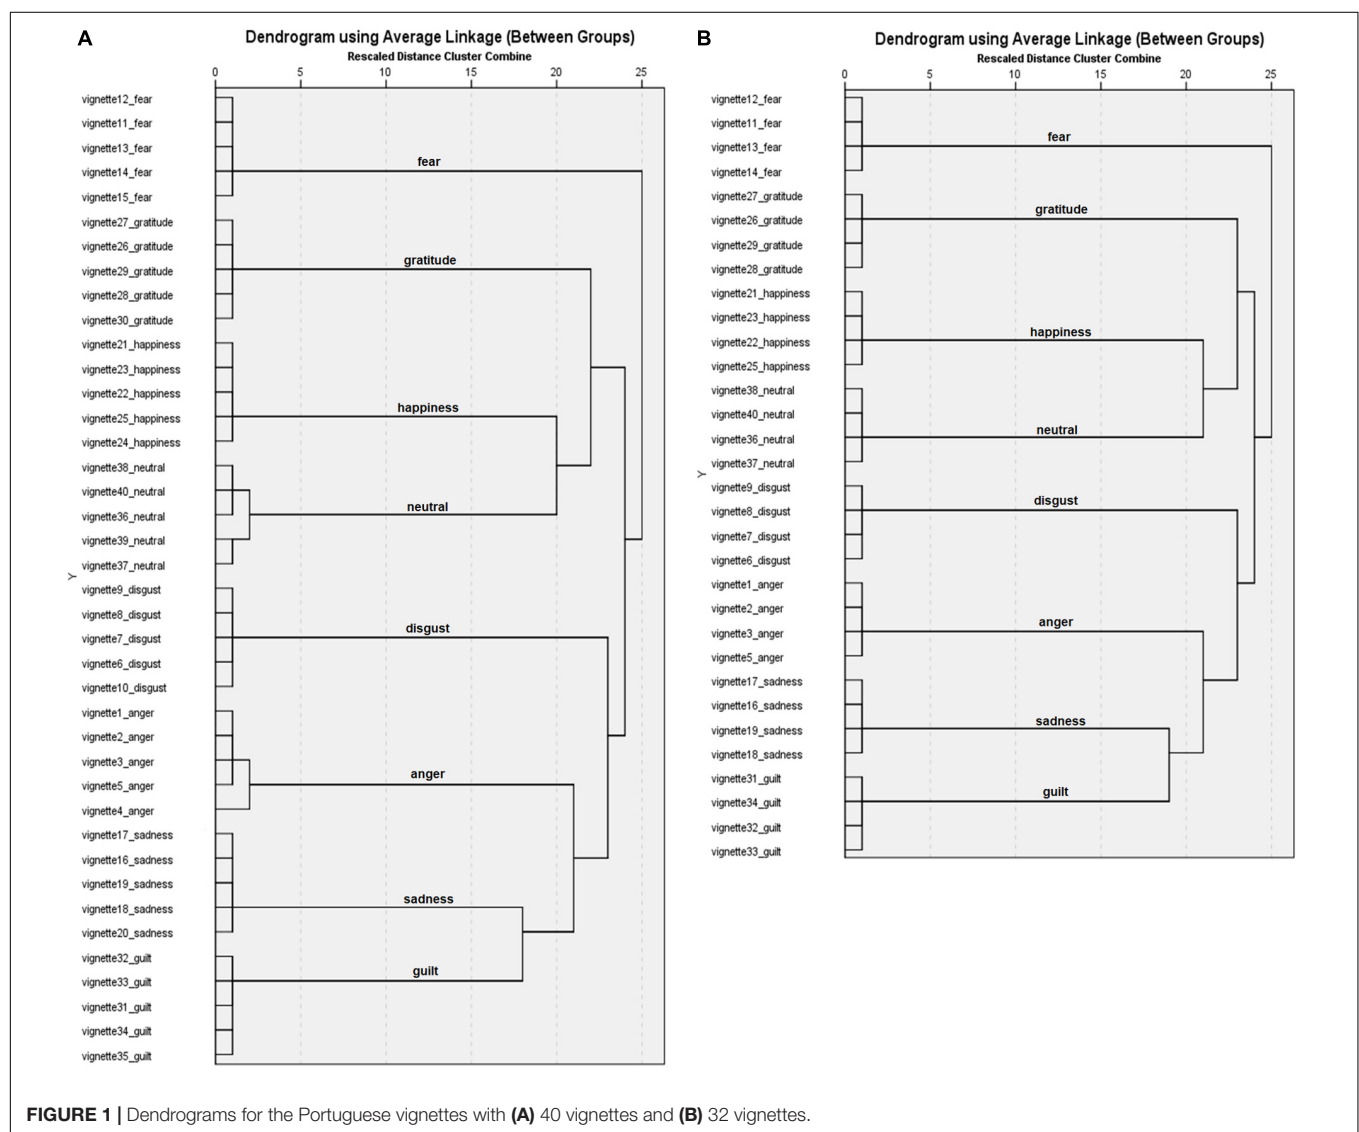 A
Dendrogram using Average Linkage (Between Groups)
Rescaled Distance Cluster Combine
0 5 10 15 20 25
vignette12_fear
vignette11_fear
vignette13_fear
vignette14_fear
vignette15_fear
vignette27_gratitude
vignette26_gratitude
vignette29_gratitude
vignette28_gratitude
vignette30_gratitude
vignette21_happiness
vignette23_happiness
vignette22_happiness
vignette25_happiness
vignette24_happiness
vignette38_neutral
vignette40_neutral
vignette36_neutral
vignette39_neutral
vignette37_neutral
vignette9_disgust
vignette8_disgust
vignette7_disgust
vignette6_disgust
vignette10_disgust
vignette1_anger
vignette2_anger
vignette3_anger
vignette5_anger
vignette4_anger
vignette17_sadness
vignette16_sadness
vignette19_sadness
vignette18_sadness
vignette20_sadness
vignette32_guilt
vignette33_guilt
vignette31_guilt
vignette34_guilt
vignette35_guilt
Y
fear
gratitude
happiness
neutral
disgust
anger
sadness
guilt
B
Dendrogram using Average Linkage (Between Groups)
Rescaled Distance Cluster Combine
0 5 10 15 20 25
vignette12_fear
vignette11_fear
vignette13_fear
vignette14_fear
vignette27_gratitude
vignette26_gratitude
vignette29_gratitude
vignette28_gratitude
vignette21_happiness
vignette23_happiness
vignette22_happiness
vignette25_happiness
vignette38_neutral
vignette40_neutral
vignette36_neutral
vignette37_neutral
vignette9_disgust
vignette8_disgust
vignette7_disgust
vignette6_disgust
vignette1_anger
vignette2_anger
vignette3_anger
vignette5_anger
vignette17_sadness
vignette16_sadness
vignette19_sadness
vignette18_sadness
vignette31_guilt
vignette34_guilt
vignette32_guilt
vignette33_guilt
Y
fear
gratitude
happiness
neutral
disgust
anger
sadness
guilt
FIGURE 1 | Dendrograms for the Portuguese vignettes with (A) 40 vignettes and (B) 32 vignettes.